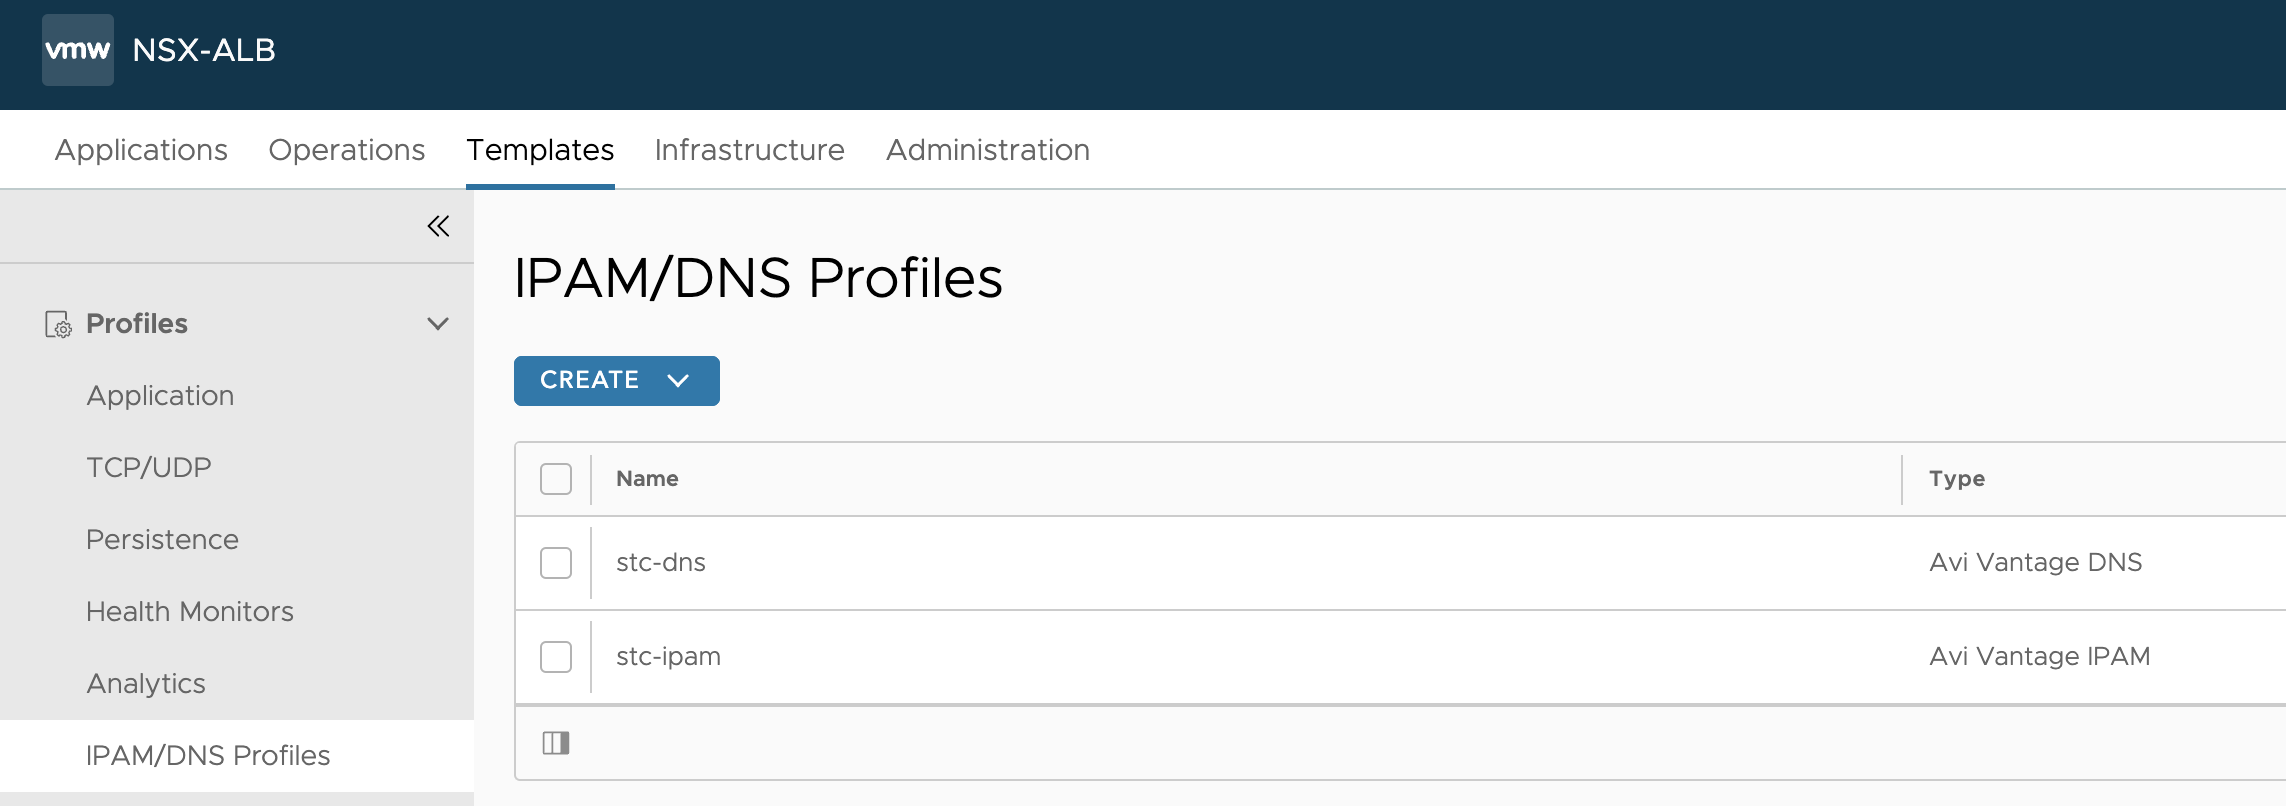 vmw NSX-ALB
Applications Operations Templates Infrastructure Administration
Profiles
Application
TCP/UDP
Persistence
Health Monitors
Analytics
IPAM/DNS Profiles
IPAM/DNS Profiles
CREATE
Name Type
stc-dns Avi Vantage DNS
stc-ipam Avi Vantage IPAM